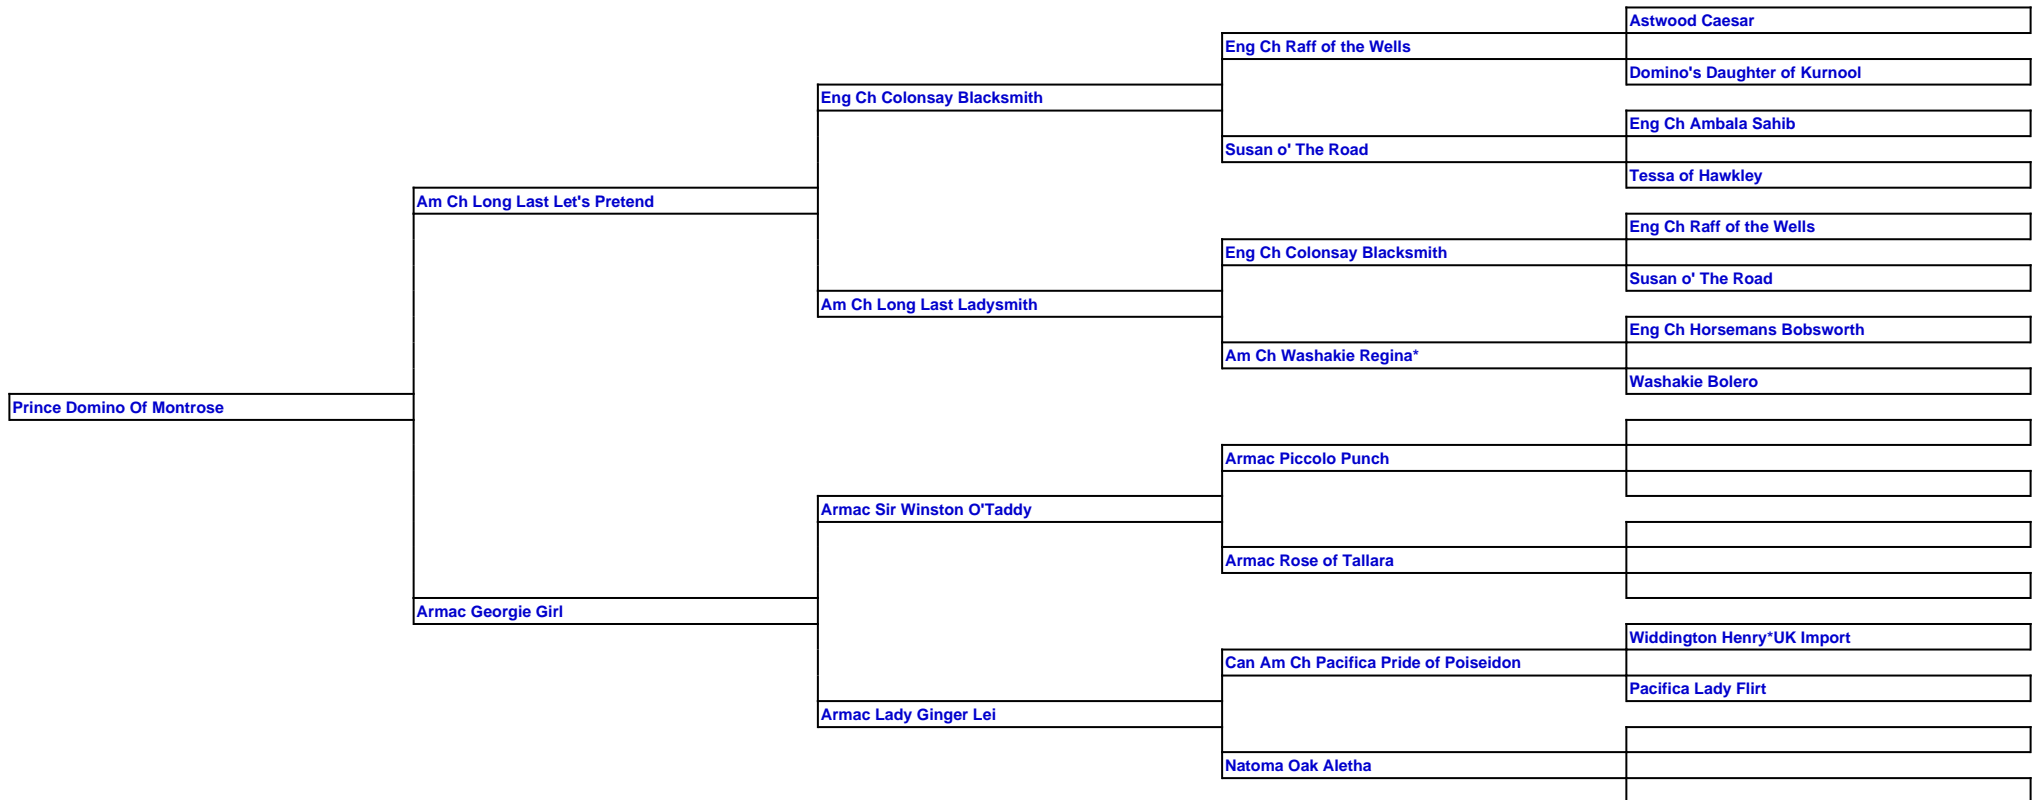 Astwood Caesar
Eng Ch Raff of the Wells
Domino's Daughter of Kurnool
Eng Ch Colonsay Blacksmith
Eng Ch Ambala Sahib
Susan o' The Road
Tessa of Hawkley
Am Ch Long Last Let's Pretend
Eng Ch Raff of the Wells
Eng Ch Colonsay Blacksmith
Susan o' The Road
Am Ch Long Last Ladysmith
Eng Ch Horsemans Bobsworth
Am Ch Washakie Regina*
Washakie Bolero
Prince Domino Of Montrose
Armac Piccolo Punch
Armac Sir Winston O'Taddy
Armac Rose of Tallara
Armac Georgie Girl
Widdington Henry*UK Import
Can Am Ch Pacifica Pride of Poiseidon
Pacifica Lady Flirt
Armac Lady Ginger Lei
Natoma Oak Aletha